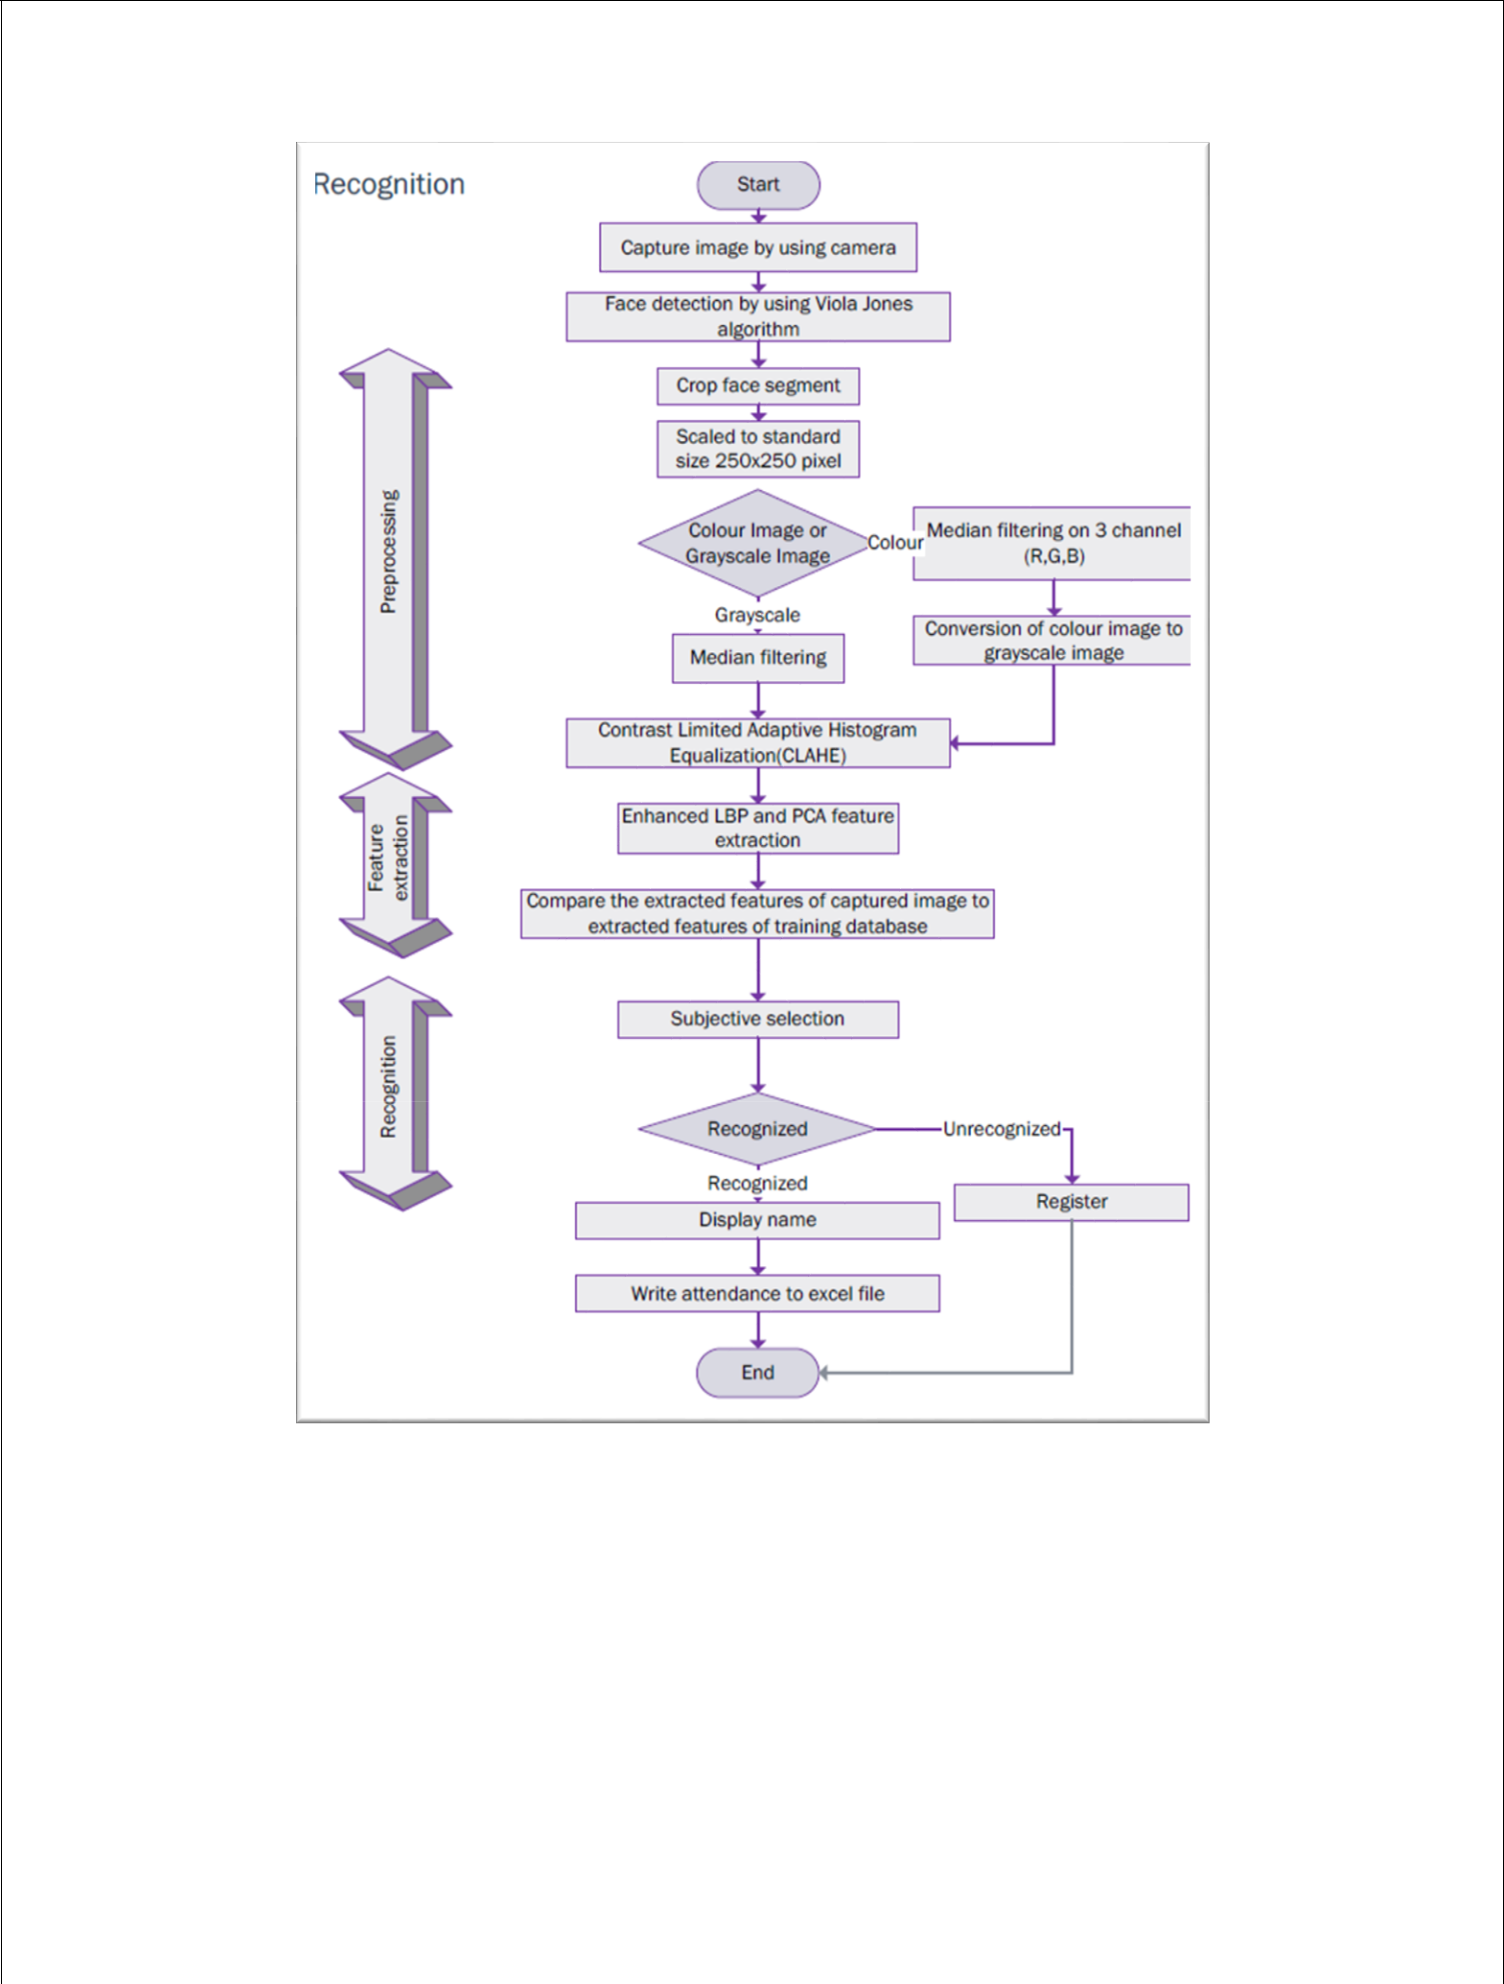 Recognition
Start
Capture image by using camera
Face detection by using Viola Jones
algorithm
Crop face segment
Scaled to standard
size 250x250 pixel
Preprocessing
Colour Image or
Grayscale Image
Colour
Median filtering on 3 channel
(R,G,B)
Grayscale
Conversion of colour image to
grayscale image
Median filtering
Contrast Limited Adaptive Histogram
Equalization(CLAHE)
Feature
extraction
Enhanced LBP and PCA feature
extraction
Compare the extracted features of captured image to
extracted features of training database
Subjective selection
Recognition
Recognized
Unrecognized
Recognized
Register
Display name
Write attendance to excel file
End